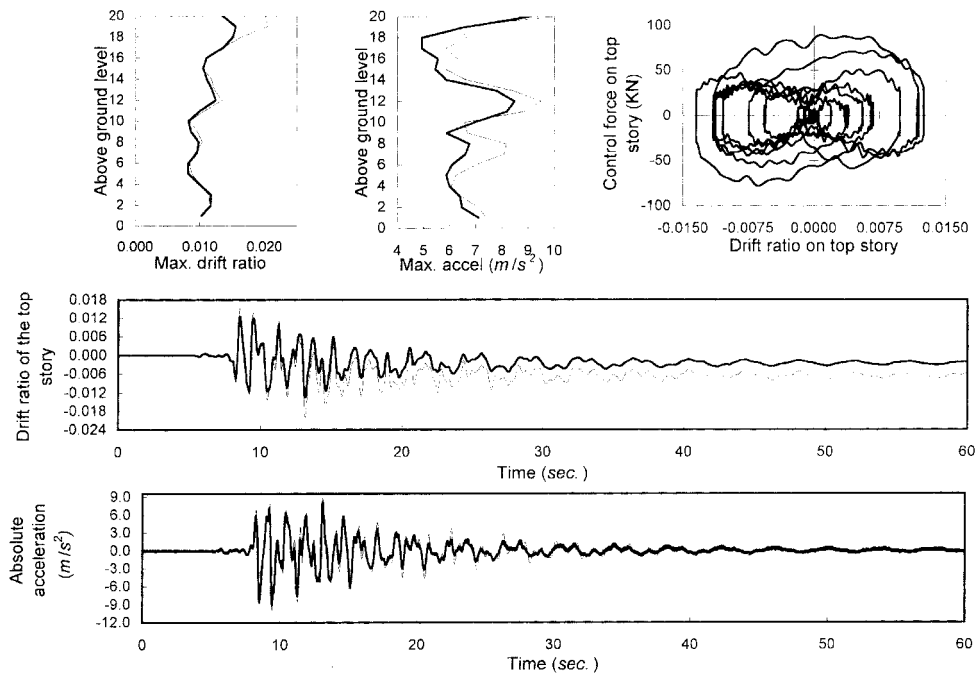 Above ground level
20
18
16
14
12
10
8
6
4
2
0
0.000 0.010 0.020
Max. drift ratio
Above ground level
20
18
16
14
12
10
8
6
4
2
0
4 5 6 7 8 9 10
Max. accel (m/s²)
Control force on top
story (KN)
100
50
0
-50
-100
-0.0150 -0.0075 0.0000 0.0075 0.0150
Drift ratio on top story
Drift ratio of the top
story
0.018
0.012
0.006
0.000
-0.006
-0.012
-0.018
-0.024
0 10 20 30 40 50 60
Time (sec.)
Absolute
acceleration
(m/s²)
9.0
6.0
3.0
0.0
-3.0
-6.0
-9.0
-12.0
0 10 20 30 40 50 60
Time (sec.)